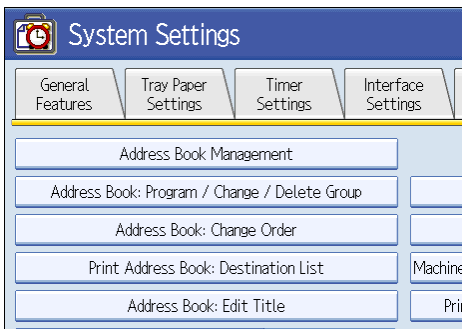 System Settings
General
Features
Tray Paper
Settings
Timer
Settings
Interface
Settings
Address Book Management
Address Book: Program / Change / Delete Group
Address Book: Change Order
Print Address Book: Destination List
Machine
Address Book: Edit Title